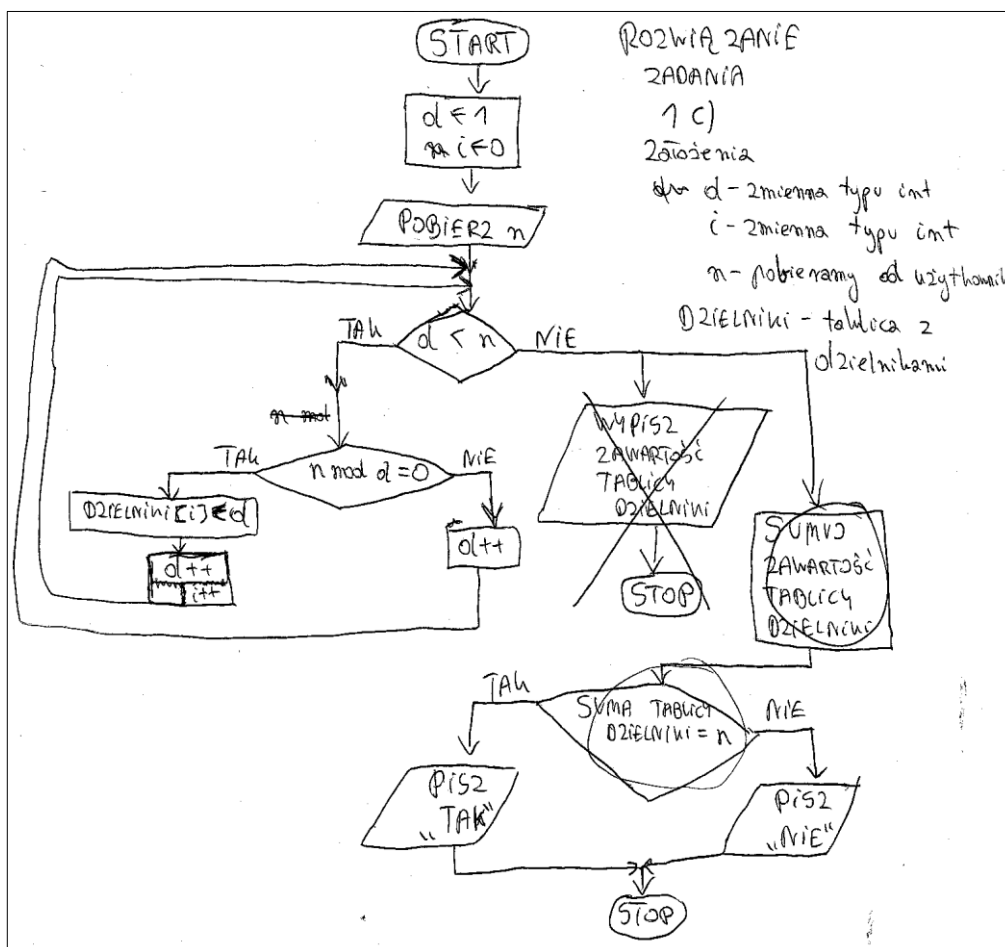 START
d ← 1
i ← 0
POBIERZ n
d < n
TAK
NIE
n mod
n mod d = 0
TAK
NIE
DZIELNIKI [i] ← d
d++
i++
d++
WYPISZ
ZAWARTOŚĆ
TABLICY
DZIELNIKI
STOP
SUMUJ
ZAWARTOŚĆ
TABLICY
DZIELNIKI
SUMA TABLICY
DZIELNIKI = n
TAK
NIE
PISZ
„TAK"
PISZ
„NIE"
STOP
ROZWIĄZANIE
ZADANIA
1 C)
Założenia
d - zmienna typu int
i - zmienna typu int
n - pobieramy od użytkownik
DZIELNIKI - tablica z
dzielnikami